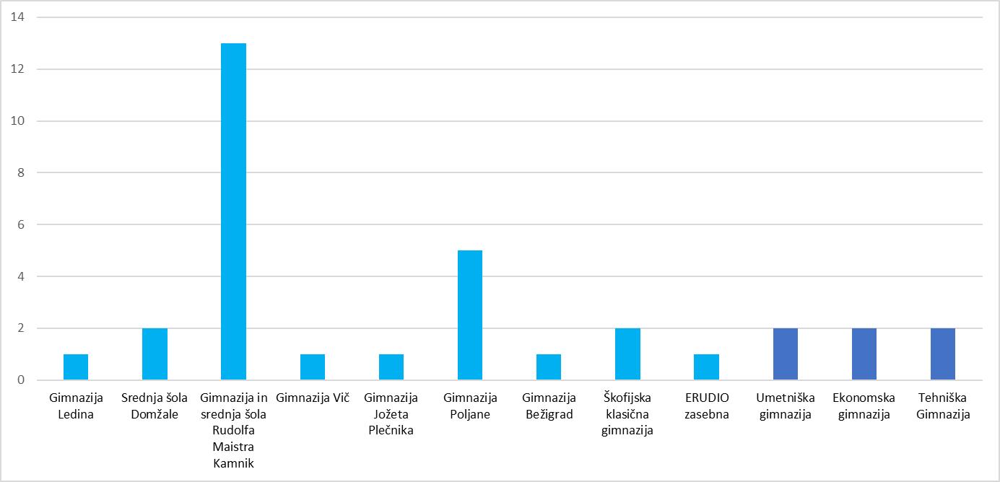 14
12
10
8
6
4
2
0
Gimnazija
Ledina
Srednja šola
Domžale
Gimnazija in
srednja šola
Rudolfa
Maistra
Kamnik
Gimnazija Vič
Gimnazija
Jožeta
Plečnika
Gimnazija
Poljane
Gimnazija
Bežigrad
Škofijska
klasična
gimnazija
ERUDIO
zasebna
Umetniška
gimnazija
Ekonomska
gimnazija
Tehniška
Gimnazija